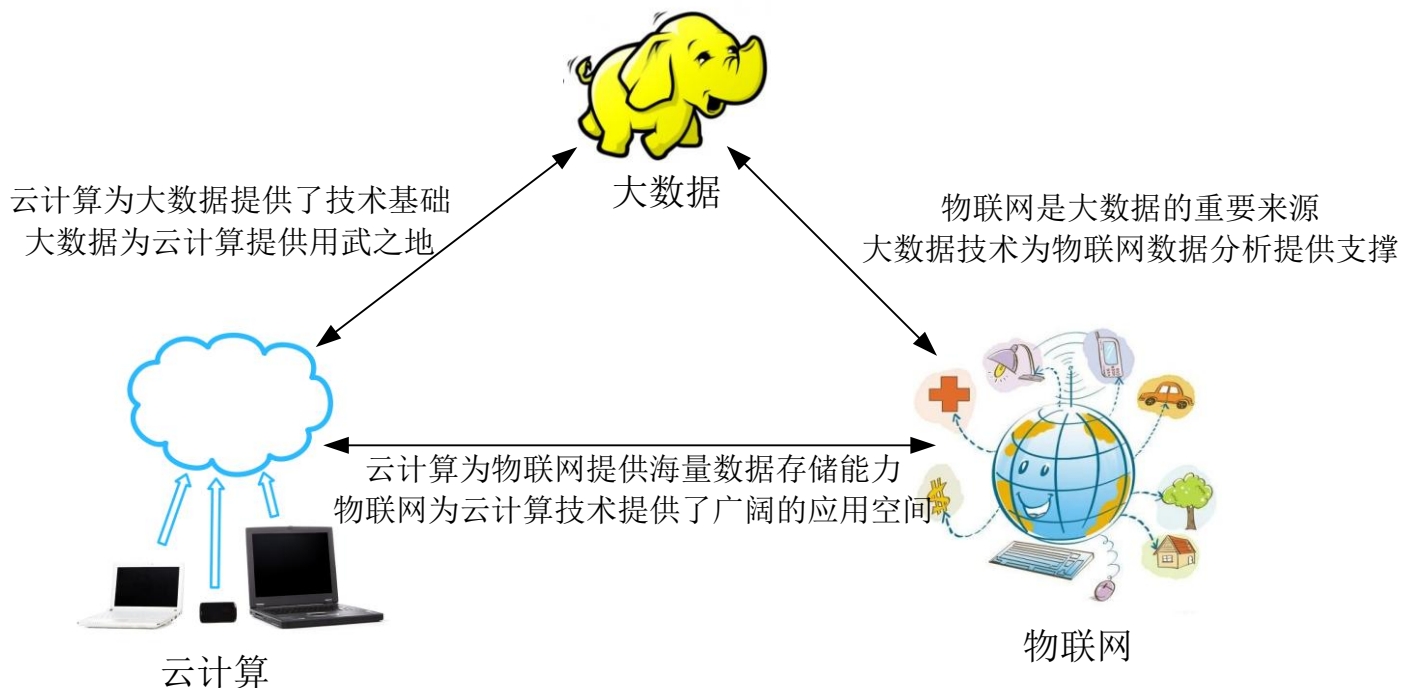 大数据
云计算为大数据提供了技术基础
大数据为云计算提供用武之地
物联网是大数据的重要来源
大数据技术为物联网数据分析提供支撑
云计算为物联网提供海量数据存储能力
物联网为云计算技术提供了广阔的应用空间
$
云计算
物联网